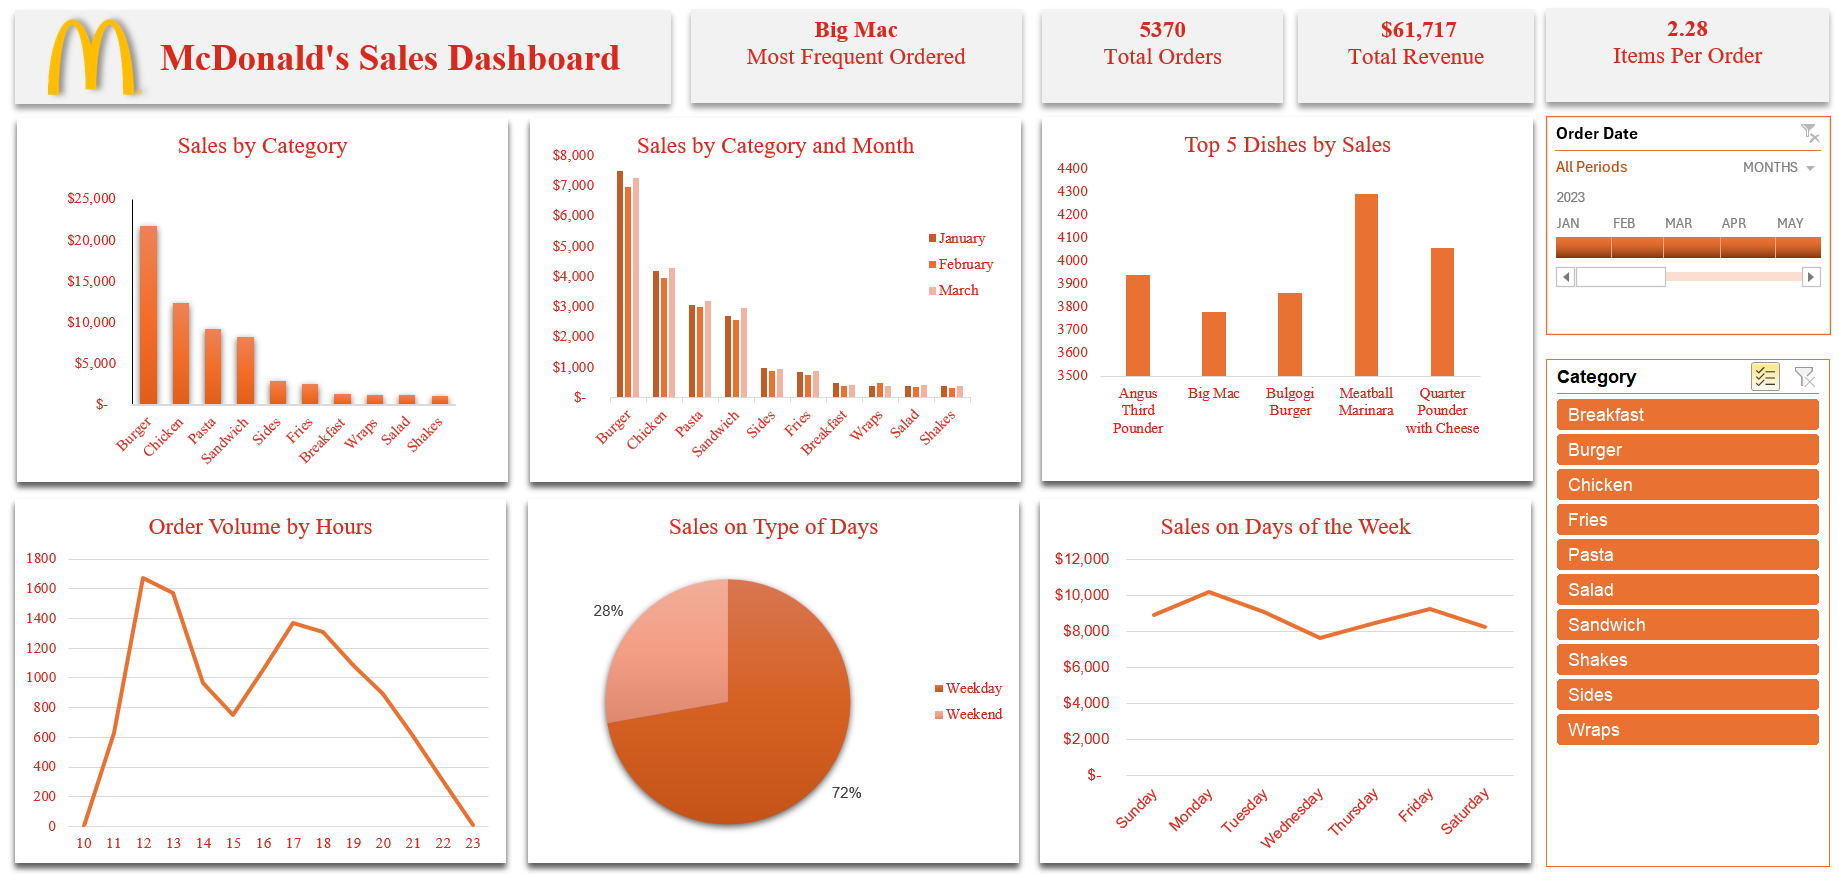 McDonald's Sales Dashboard
Big Mac
Most Frequent Ordered
5370
Total Orders
$61,717
Total Revenue
2.28
Items Per Order
Sales by Category
$25,000
$20,000
$15,000
$10,000
$5,000
$-
Burger
Chicken
Pasta
Sandwich
Sides
Fries
Breakfast
Wraps
Salad
Shakes
Sales by Category and Month
$8,000
$7,000
$6,000
$5,000
$4,000
$3,000
$2,000
$1,000
$-
Burger
Chicken
Pasta
Sandwich
Sides
Fries
Breakfast
Wraps
Salad
Shakes
January
February
March
Top 5 Dishes by Sales
4400
4300
4200
4100
4000
3900
3800
3700
3600
3500
Angus
Third
Pounder
Big Mac
Bulgogi
Burger
Meatball
Marinara
Quarter
Pounder
with Cheese
Order Date
All Periods
MONTHS
2023
JAN FEB MAR APR MAY
Category
Breakfast
Burger
Chicken
Fries
Pasta
Salad
Sandwich
Shakes
Sides
Wraps
Order Volume by Hours
1800
1600
1400
1200
1000
800
600
400
200
0
10 11 12 13 14 15 16 17 18 19 20 21 22 23
Sales on Type of Days
28%
72%
Weekday
Weekend
Sales on Days of the Week
$12,000
$10,000
$8,000
$6,000
$4,000
$2,000
$-
Sunday
Monday
Tuesday
Wednesday
Thursday
Friday
Saturday